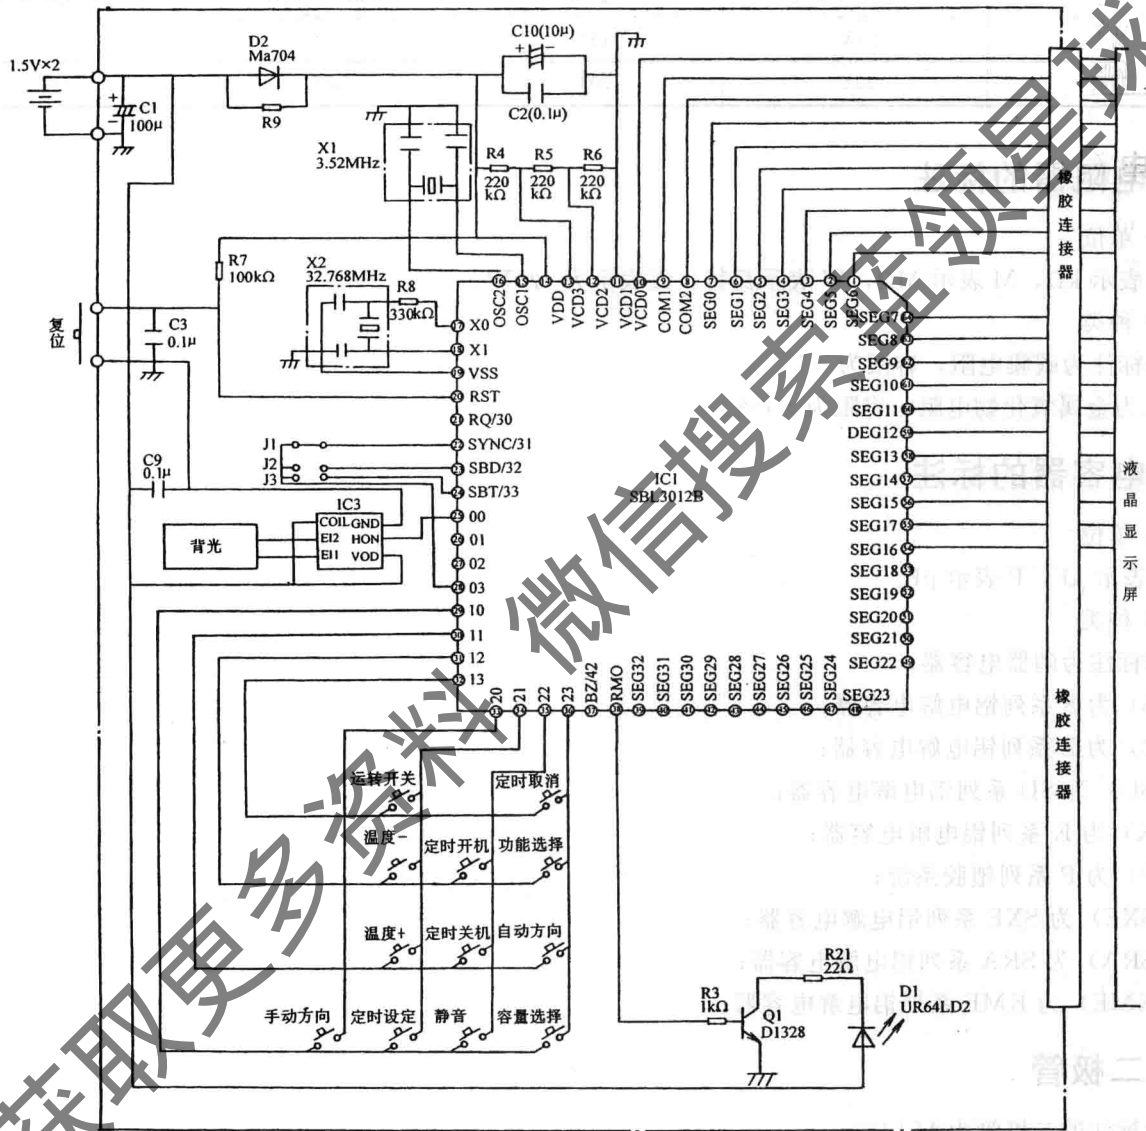 C10(10μ)
D2
Ma704
1.5V×2
+
−
C1
100μ
R9
C2(0.1μ)
X1
3.52MHz
R4
R5
R6
220
kΩ
220
kΩ
220
kΩ
橡胶连接器
R7
100kΩ
X2
32.768MHz
R8
330kΩ
复位
C3
0.1μ
OSC2
OSC1
VDD
VCD3
VCD2
VCD1
VCD0
COM1
COM2
SEG0
SEG1
SEG2
SEG3
SEG4
SEG5
SEG6
X0
X1
VSS
RST
RQ/30
SYNC/31
SBD/32
SBT/33
00
01
02
03
10
11
12
13
J1
J2
J3
C9
0.1μ
IC3
COIL GND
EI2 HON
EI1 VOD
背光
IC1
SBL3012B
SEG7
SEG8
SEG9
SEG10
SEG11
DEG12
SEG13
SEG14
SEG15
SEG17
SEG16
SEG18
SEG19
SEG20
SEG21
SEG22
SEG23
液晶显示屏
20
21
22
23
BZ/42
RMO
SEG32
SEG31
SEG30
SEG29
SEG28
SEG27
SEG26
SEG25
SEG24
橡胶连接器
运转开关
定时取消
温度−
定时开机
功能选择
温度+
定时关机
自动方向
手动方向
定时设定
静音
容量选择
R3
1kΩ
Q1
D1328
R21
22Ω
D1
UR64LD2
获取更多资料 微信搜索蓝领星球